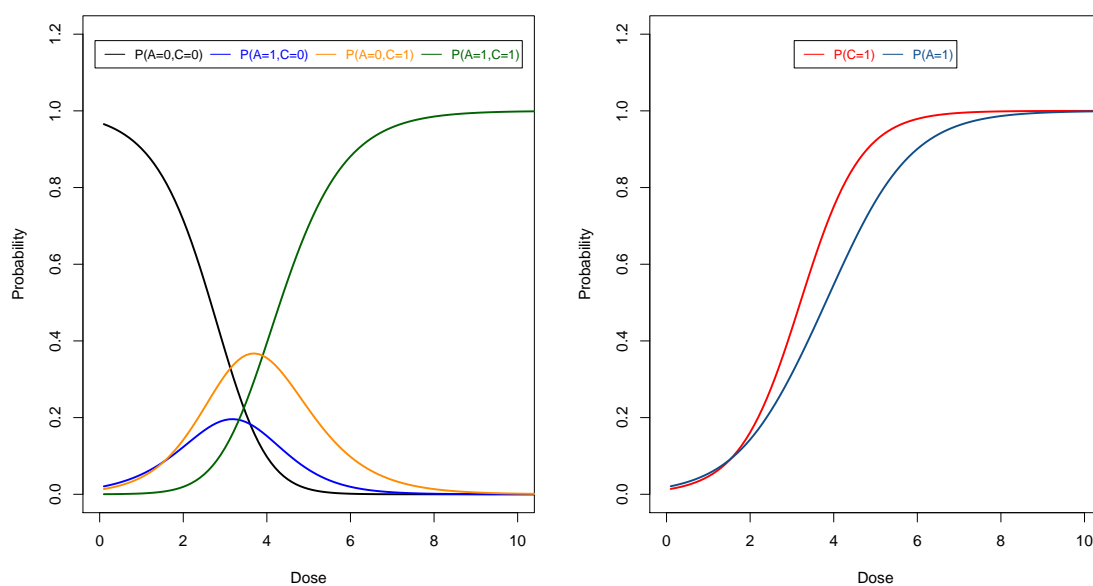 P(A=0,C=0) P(A=1,C=0) P(A=0,C=1) P(A=1,C=1)
Probability
0.0 0.2 0.4 0.6 0.8 1.0 1.2
0 2 4 6 8 10
Dose
P(C=1) P(A=1)
Probability
0.0 0.2 0.4 0.6 0.8 1.0 1.2
0 2 4 6 8 10
Dose